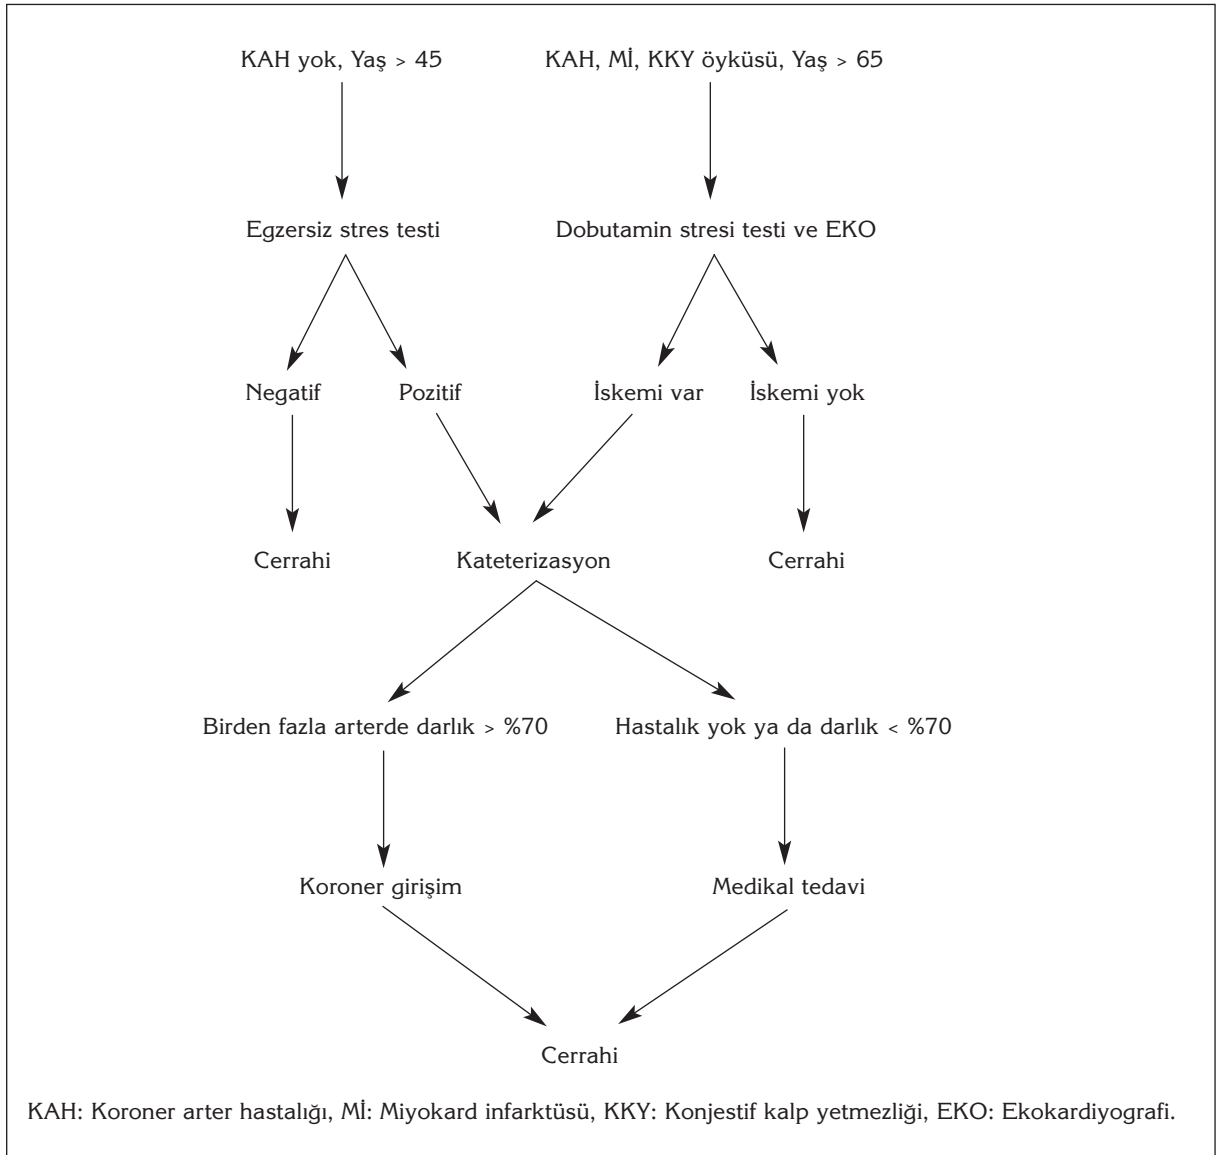 KAH yok, Yaş > 45
KAH, Mİ, KKY öyküsü, Yaş > 65
Egzersiz stres testi
Dobutamin stresi testi ve EKO
Negatif
Pozitif
İskemi var
İskemi yok
Cerrahi
Kateterizasyon
Cerrahi
Birden fazla arterde darlık > %70
Hastalık yok ya da darlık < %70
Koroner girişim
Medikal tedavi
Cerrahi
KAH: Koroner arter hastalığı, Mİ: Miyokard infarktüsü, KKY: Konjestif kalp yetmezliği, EKO: Ekokardiyografi.